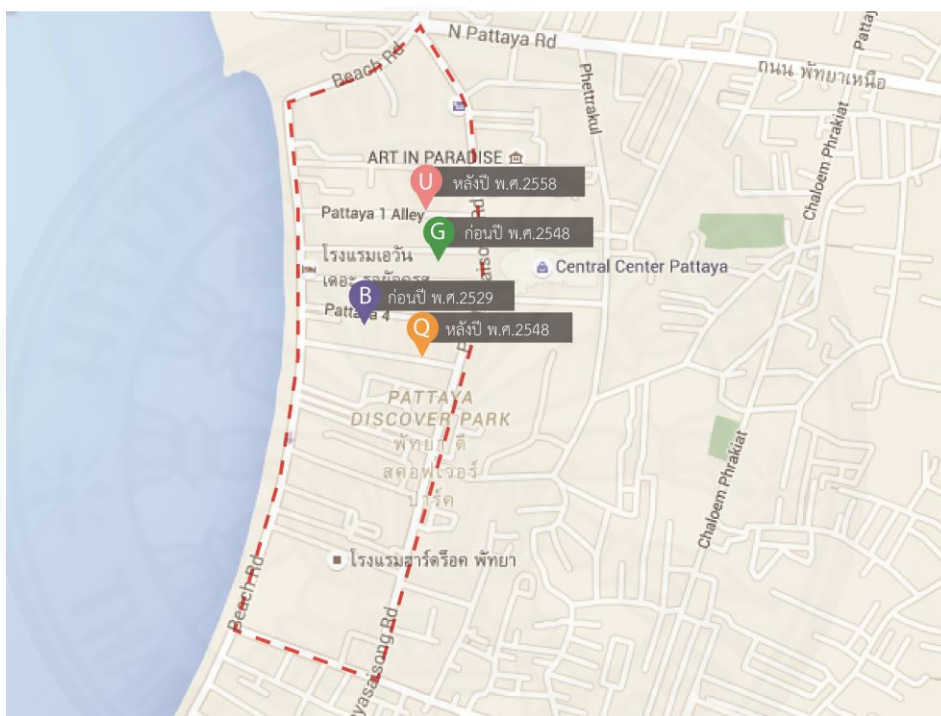 N Pattaya Rd
Beach Rd
ถนน พัทยาเหนือ
Phettrakul
Chaloem Phrakiat
ART IN PARADISE
U หลังปี พ.ศ.2558
Pattaya 1 Alley
G ก่อนปี พ.ศ.2548
โรงแรมเอวัน
Central Center Pattaya
B ก่อนปี พ.ศ.2529
Pattaya 4
Q หลังปี พ.ศ.2548
PATTAYA
DISCOVER PARK
พัทยา ดี
สคอฟเวอร์
ปาร์ค
Chaloem Phrakiat
โรงแรมฮาร์ดร็อค พัทยา
Beach Rd
yasaisong Rd